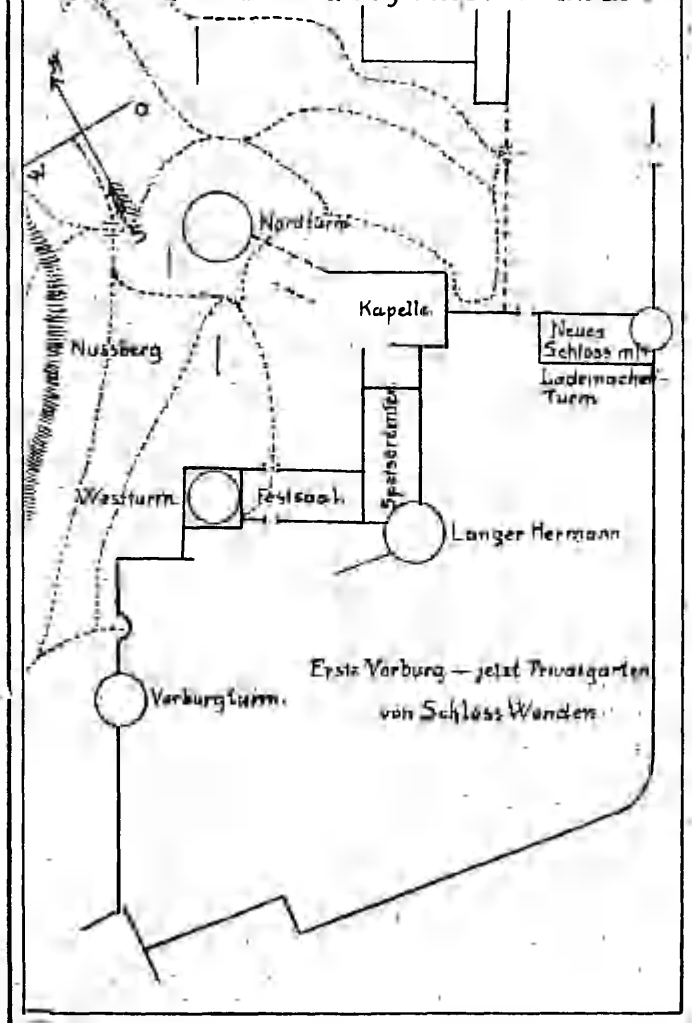 O
W
Nordturm
Kapelle.
Neues
Schloss mit
Lademacher-
Turm
Nussberg
Westturm.
Festsaal.
Langer Hermann
Erste Vorburg — jetzt Privatgarten
von Schloss Wenden.
Vorburgturm.